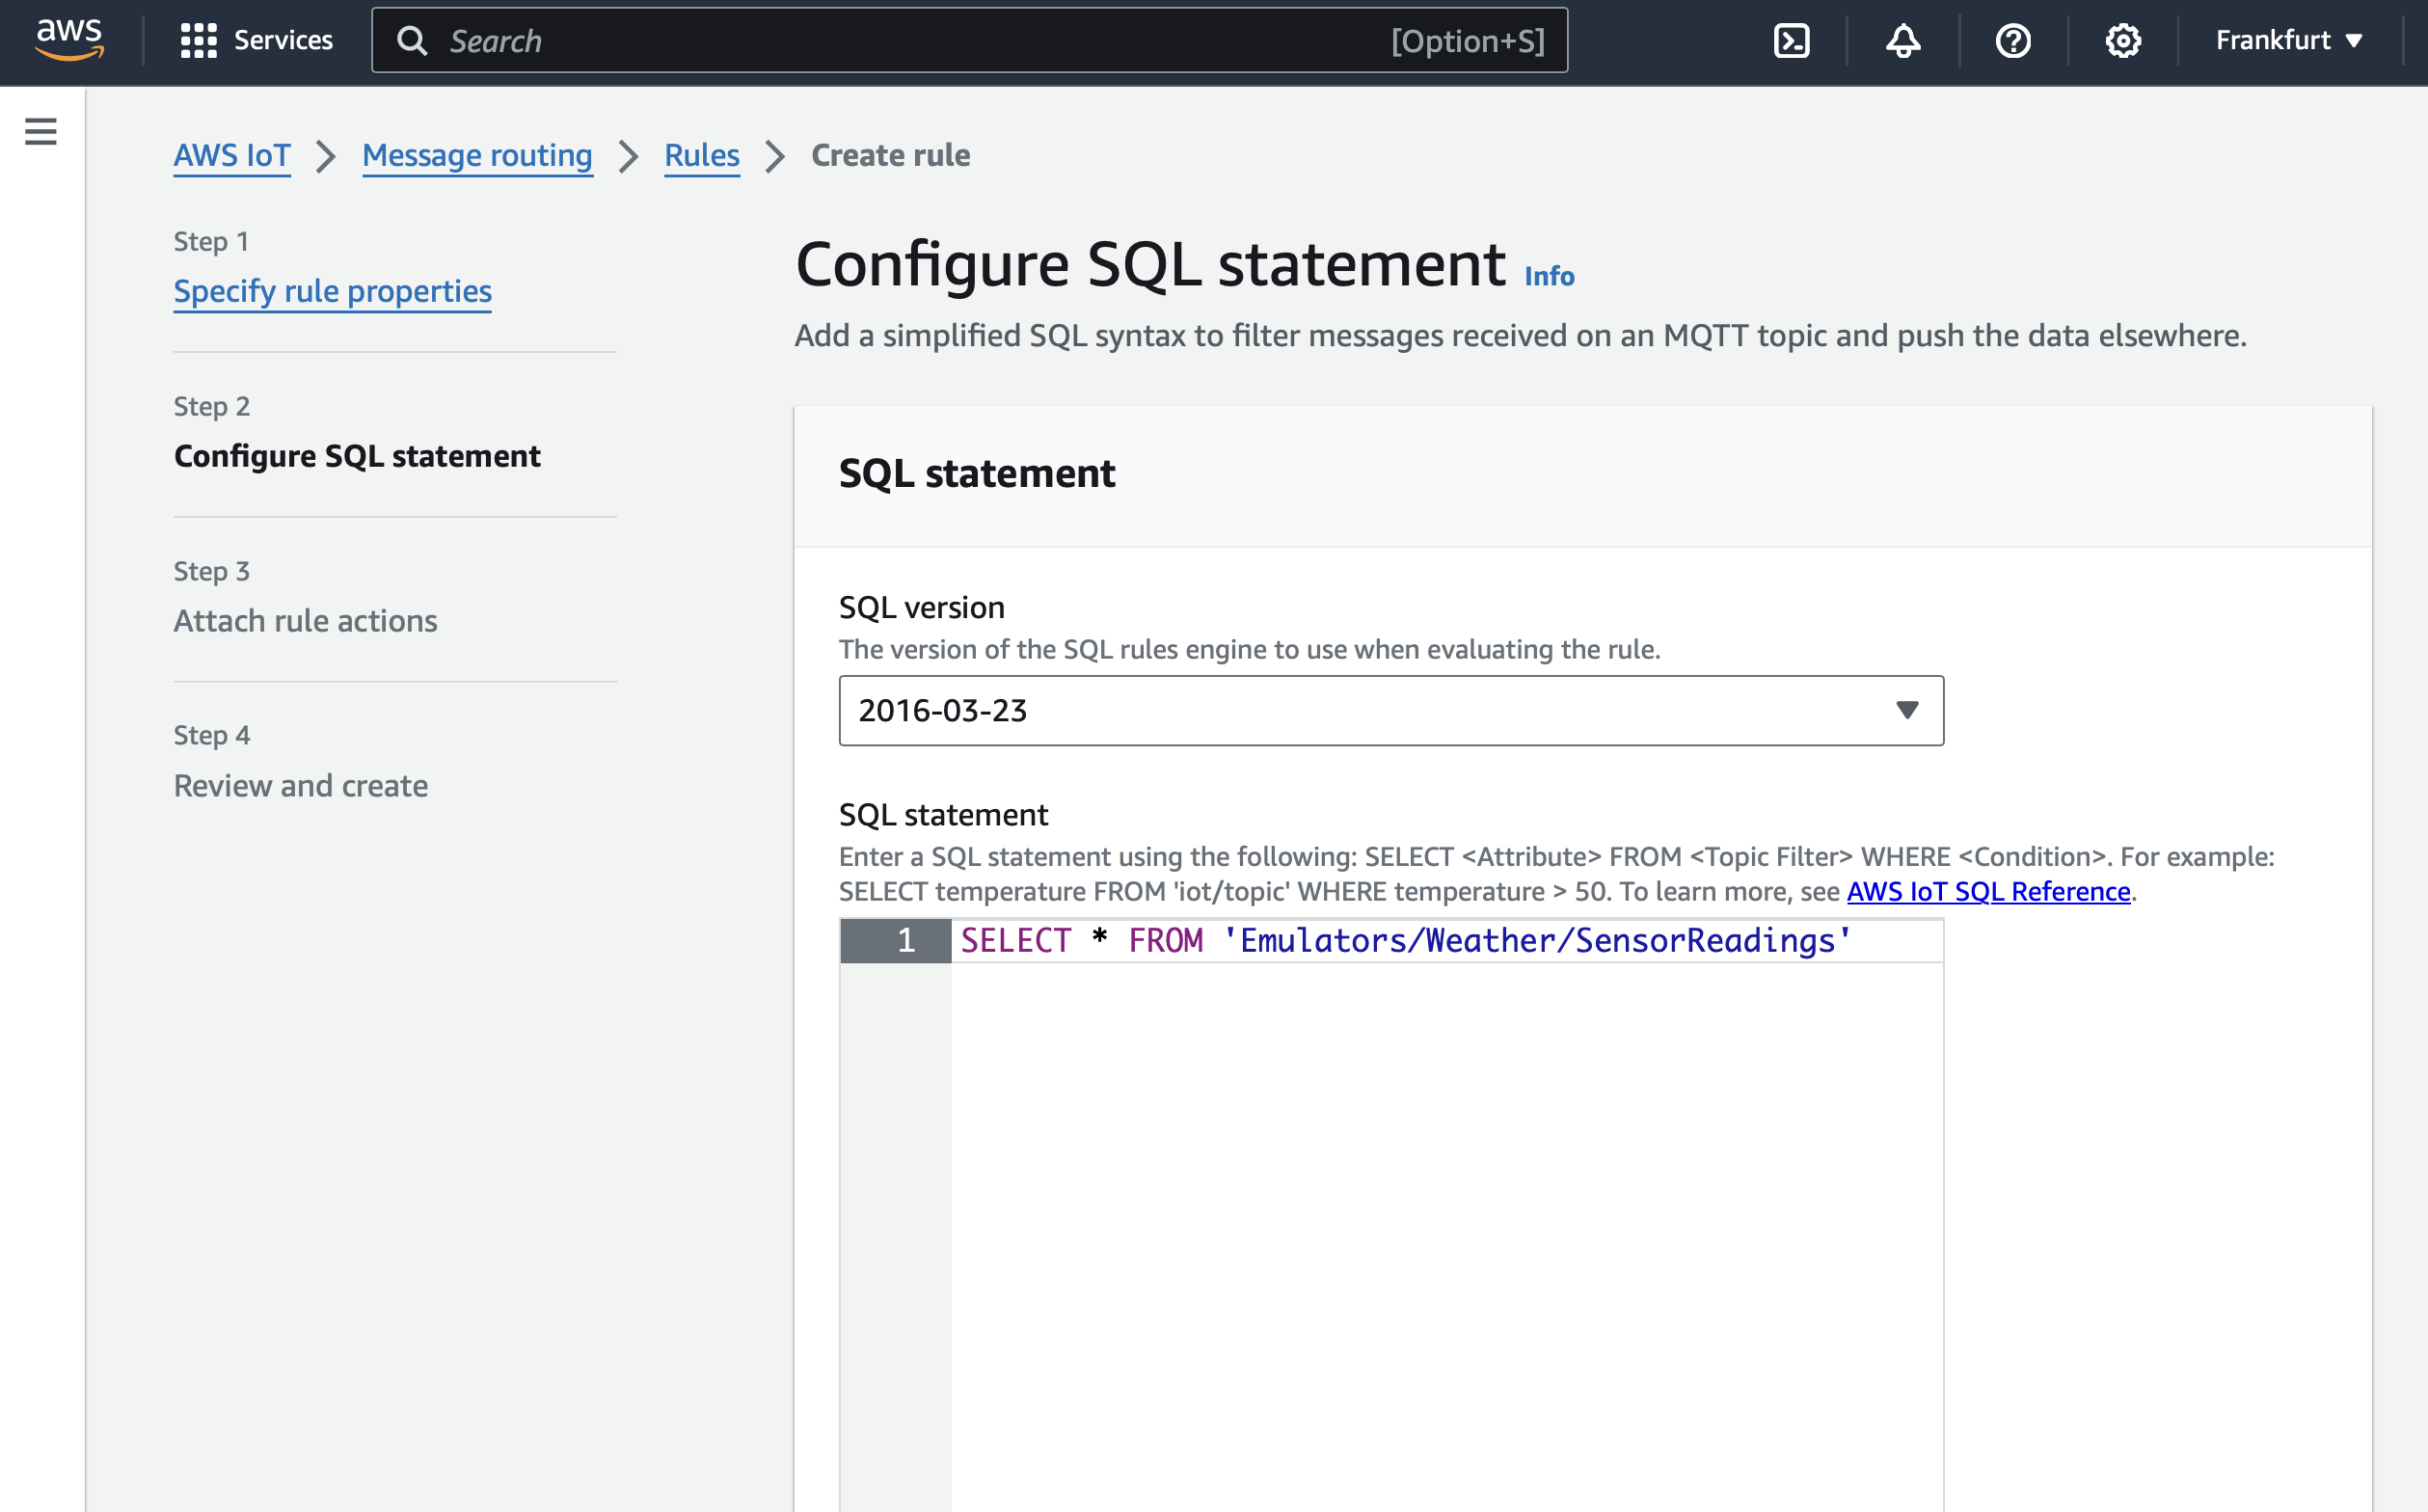 aws
Services
Search
[Option+S]
Frankfurt
AWS IoT
Message routing
Rules
Create rule
Step 1
Specify rule properties
Step 2
Configure SQL statement
Step 3
Attach rule actions
Step 4
Review and create
Configure SQL statement Info
Add a simplified SQL syntax to filter messages received on an MQTT topic and push the data elsewhere.
SQL statement
SQL version
The version of the SQL rules engine to use when evaluating the rule.
2016-03-23
SQL statement
Enter a SQL statement using the following: SELECT <Attribute> FROM <Topic Filter> WHERE <Condition>. For example:
SELECT temperature FROM 'iot/topic' WHERE temperature > 50. To learn more, see AWS IoT SQL Reference.
1 SELECT * FROM 'Emulators/Weather/SensorReadings'